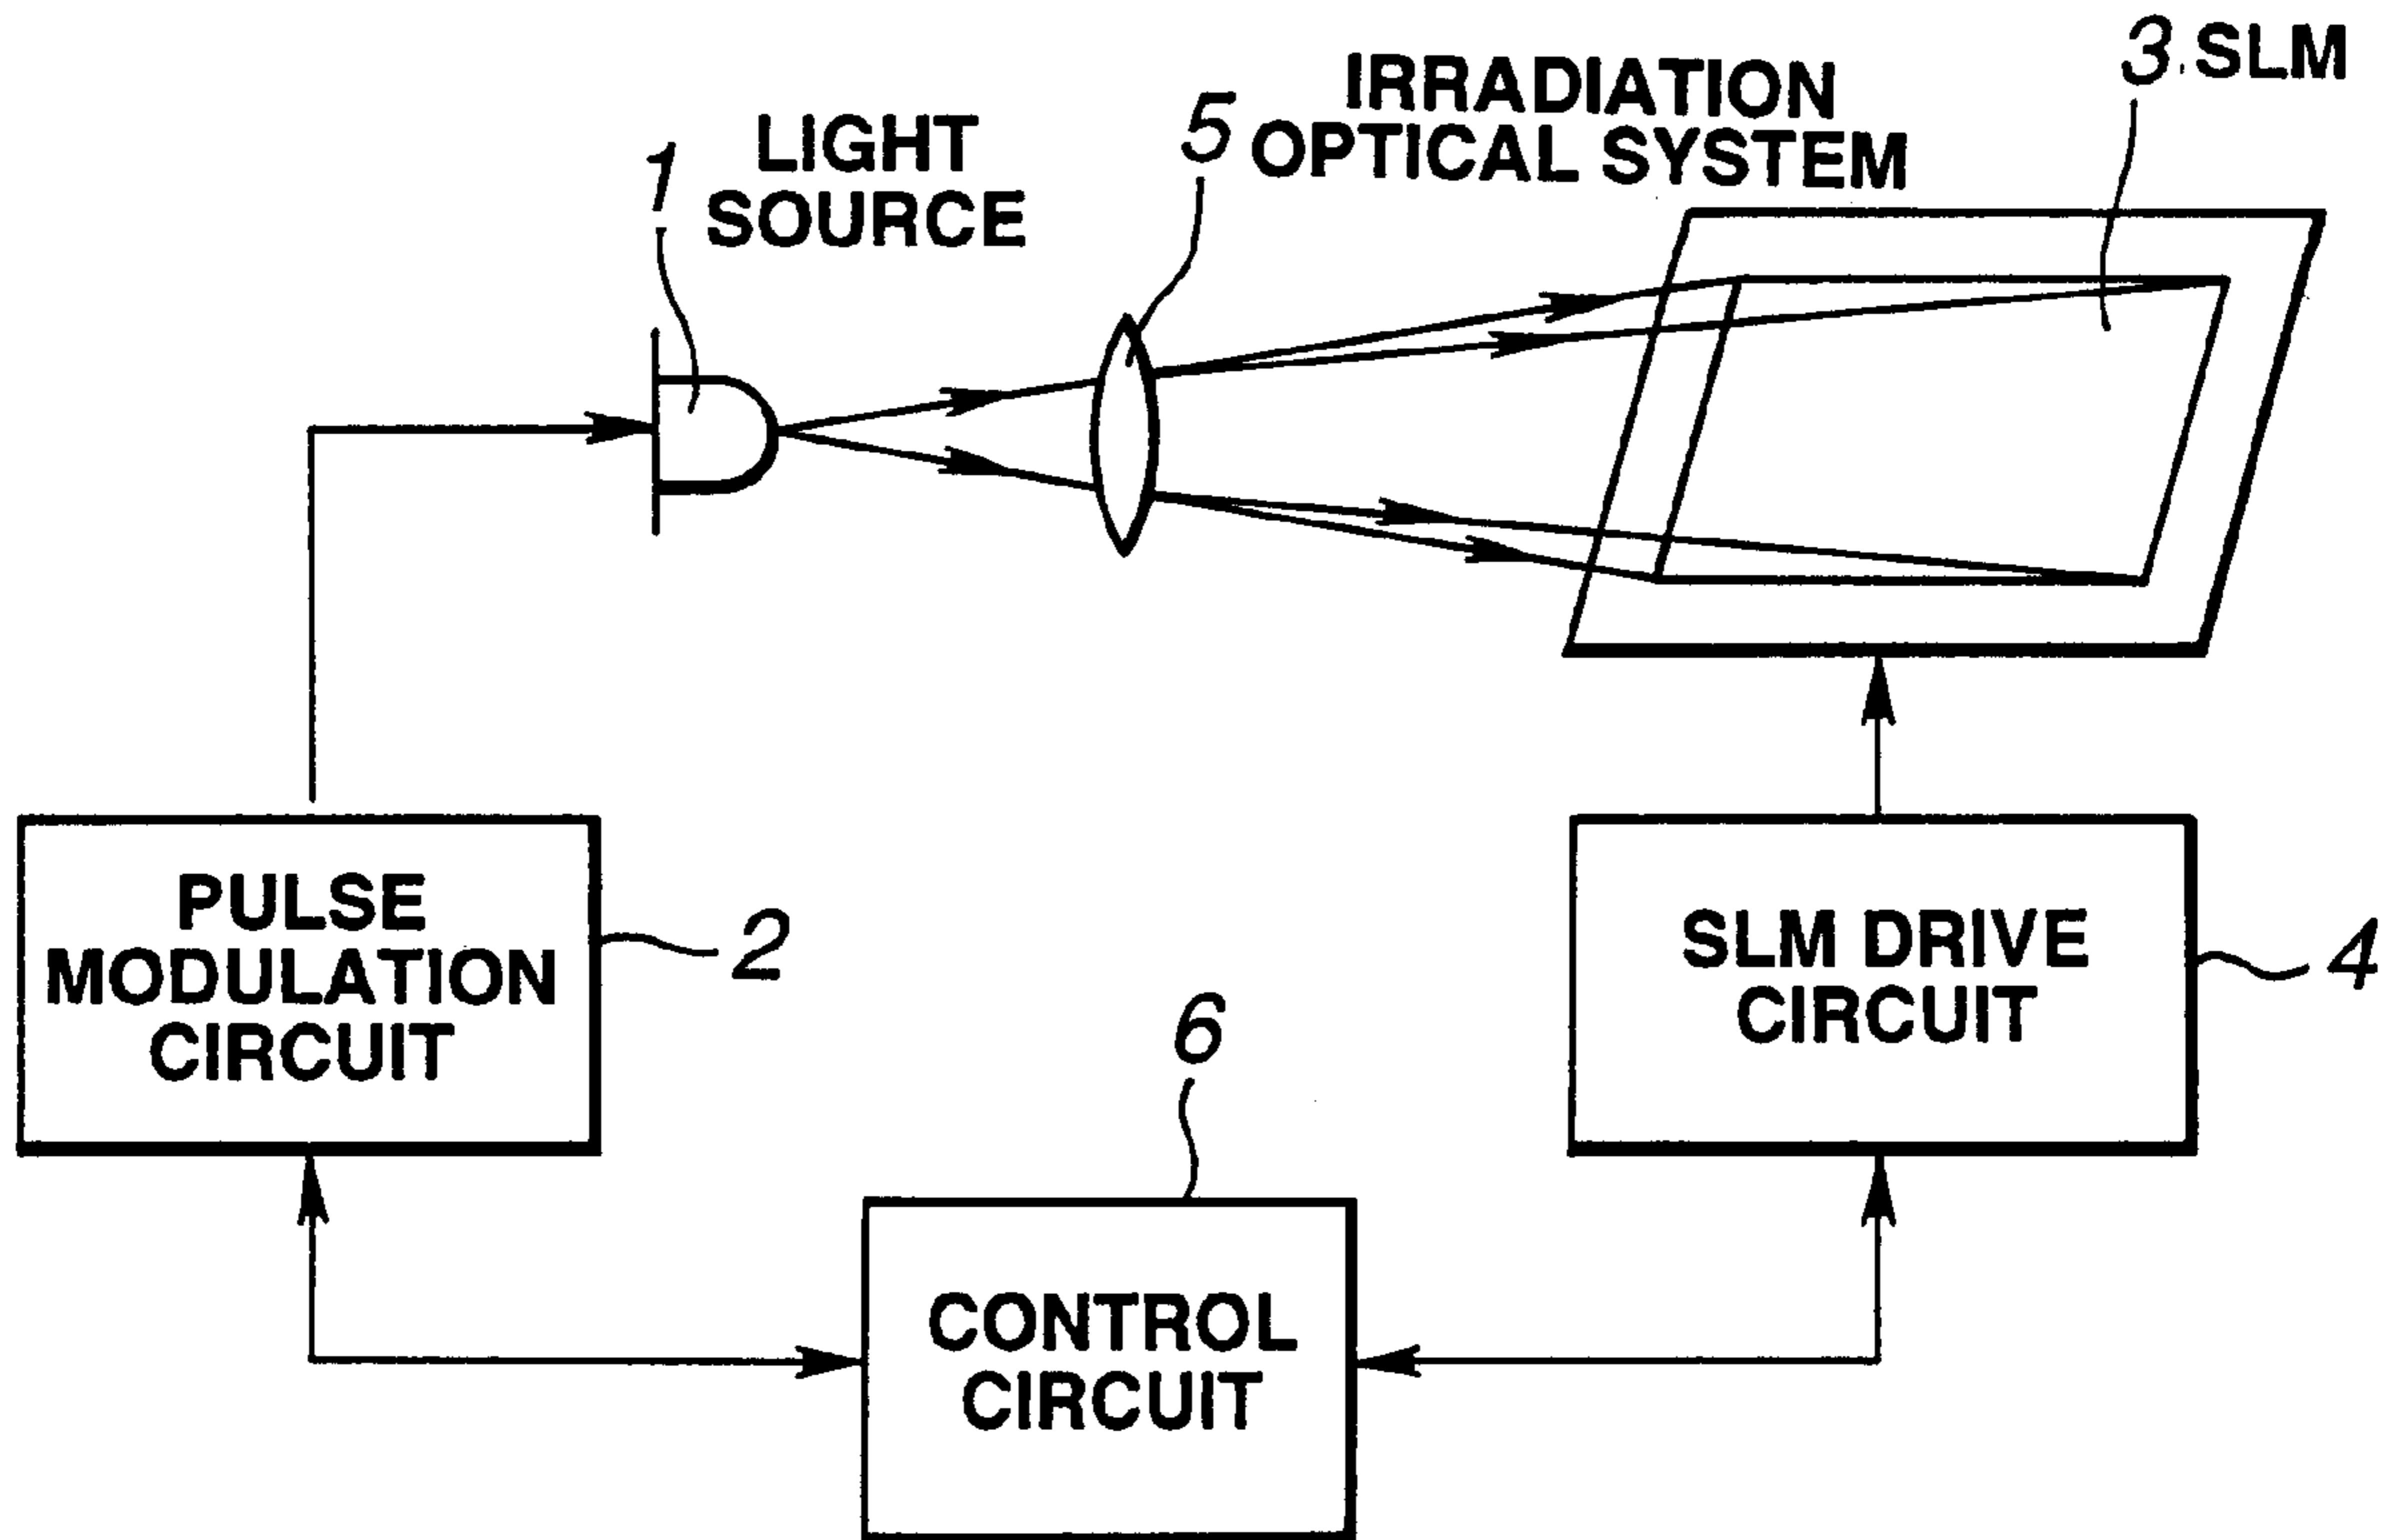 3 SLM
IRRADIATION
5 OPTICAL SYSTEM
1 LIGHT
SOURCE
PULSE
MODULATION
CIRCUIT
2
SLM DRIVE
CIRCUIT
4
6
CONTROL
CIRCUIT